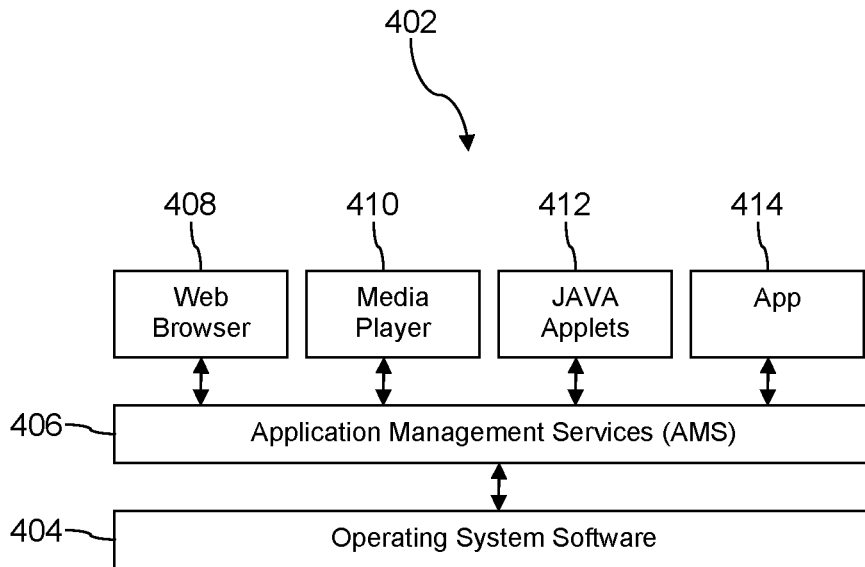 402
408
410
412
414
Web
Browser
Media
Player
JAVA
Applets
App
406
Application Management Services (AMS)
404
Operating System Software